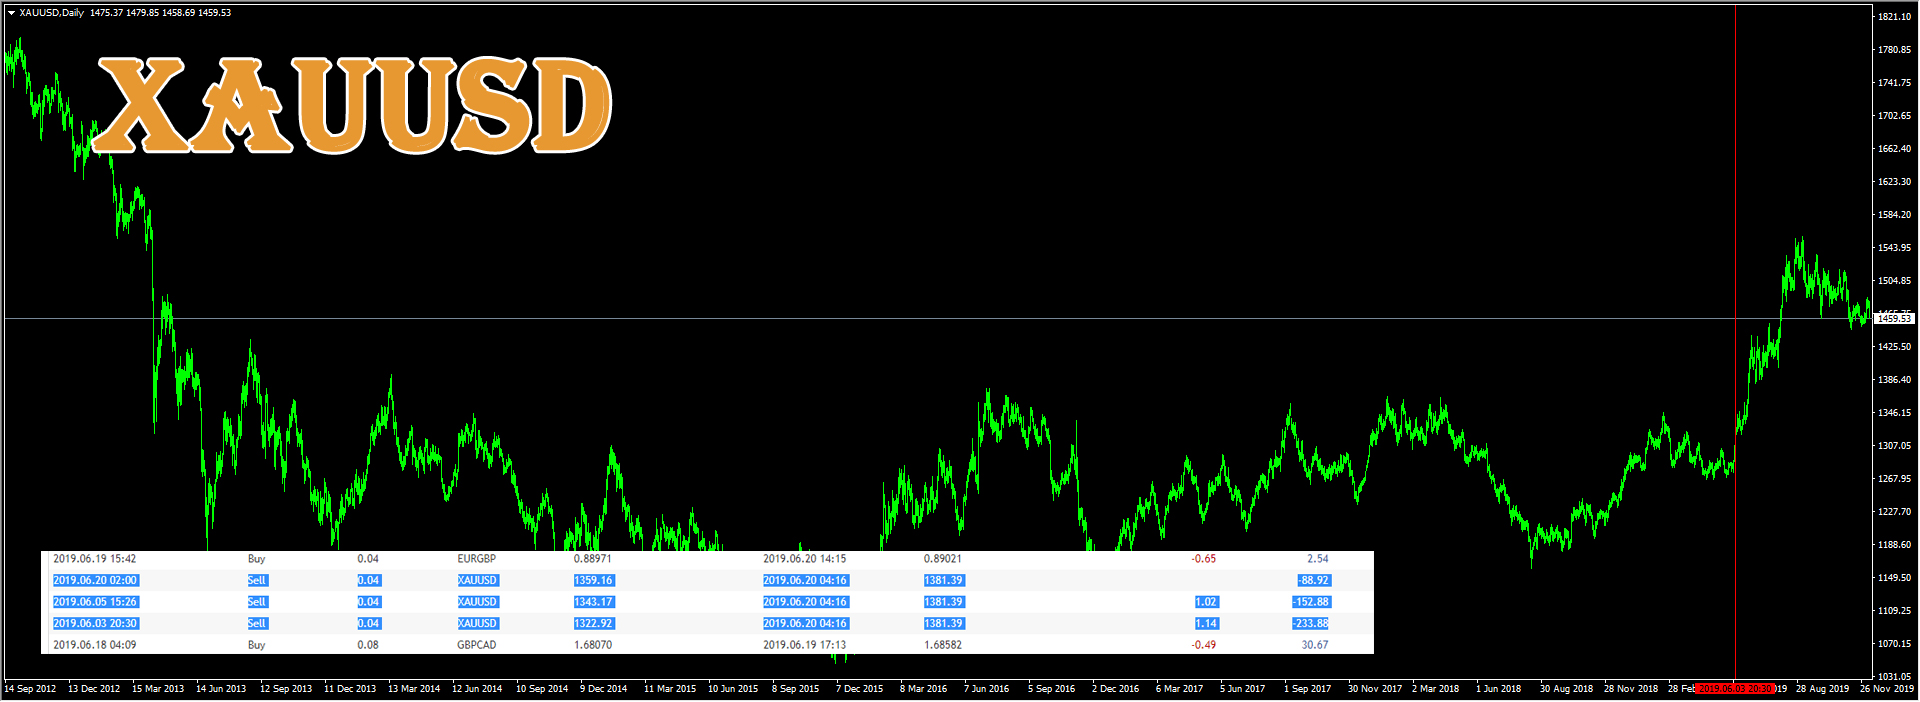 XAUUSD,Daily 1475.37 1479.85 1458.69 1459.53
XAUUSD
1821.10
1780.85
1741.75
1702.65
1662.40
1623.30
1584.20
1543.95
1504.85
1459.53
1425.50
1386.40
1346.15
1307.05
1267.95
1227.70
1188.60
1149.50
1109.25
1070.15
1031.05
2019.06.19 15:42 Buy 0.04 EURGBP 0.88971 2019.06.20 14:15 0.89021 -0.65 2.54
2019.06.20 02:00 Sell 0.04 XAUUSD 1359.16 2019.06.20 04:16 1381.39 -88.92
2019.06.05 15:26 Sell 0.04 XAUUSD 1343.17 2019.06.20 04:16 1381.39 1.02 -152.88
2019.06.03 20:30 Sell 0.04 XAUUSD 1322.92 2019.06.20 04:16 1381.39 1.14 -233.88
2019.06.18 04:09 Buy 0.08 GBPCAD 1.68070 2019.06.19 17:13 1.68582 -0.49 30.67
14 Sep 2012 13 Dec 2012 15 Mar 2013 14 Jun 2013 12 Sep 2013 11 Dec 2013 13 Mar 2014 12 Jun 2014 10 Sep 2014 9 Dec 2014 11 Mar 2015 10 Jun 2015 8 Sep 2015 7 Dec 2015 8 Mar 2016 7 Jun 2016 5 Sep 2016 2 Dec 2016 6 Mar 2017 5 Jun 2017 1 Sep 2017 30 Nov 2017 2 Mar 2018 1 Jun 2018 30 Aug 2018 28 Nov 2018 28 Feb 2019.06.03 20:30 019 28 Aug 2019 26 Nov 2019